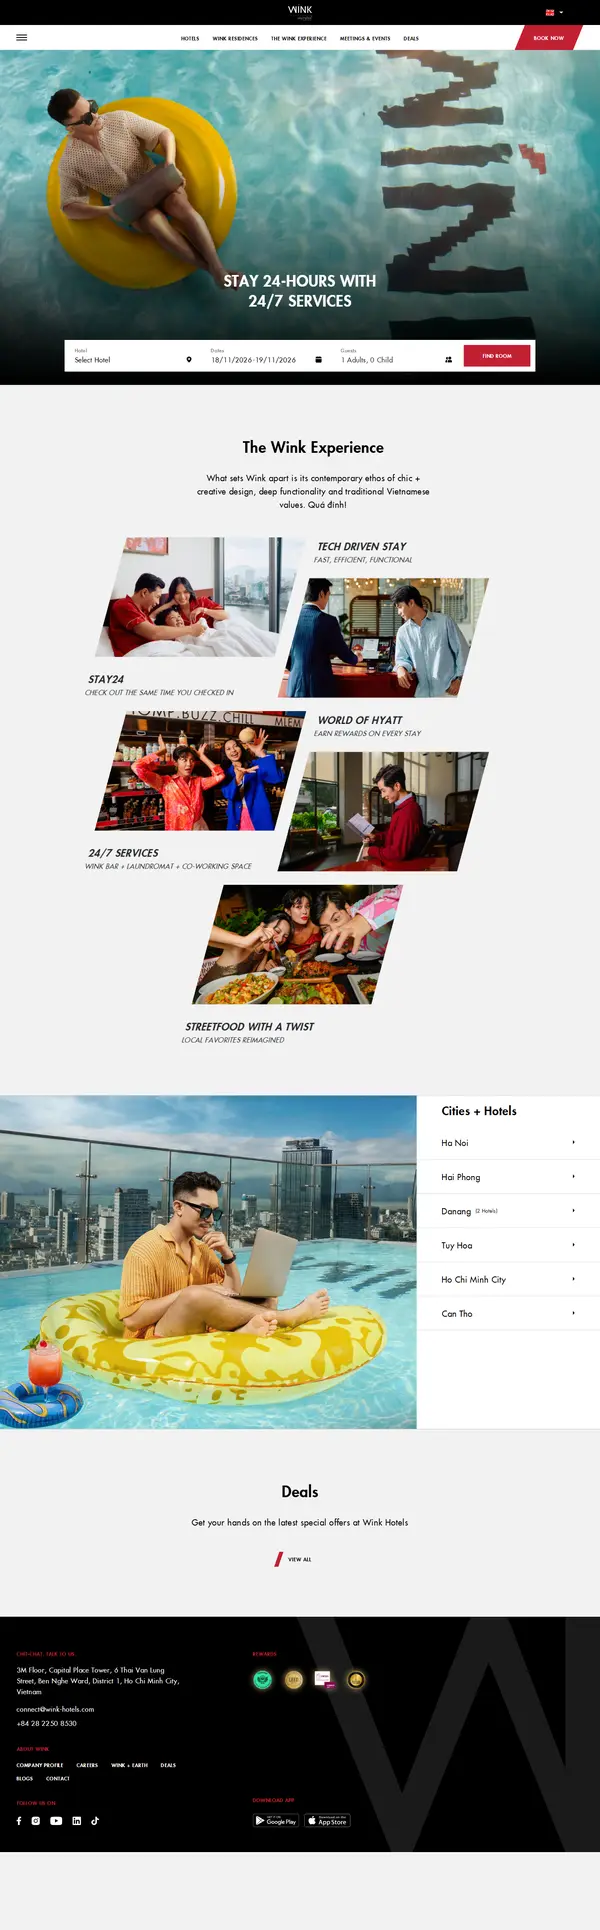 WINK
HOTELS
WINK RESIDENCES
THE WINK EXPERIENCE
MEETINGS & EVENTS
DEALS
BOOK NOW
WINK
STAY 24-HOURS WITH
24/7 SERVICES
Hotel
Select Hotel
Dates
18/11/2026-19/11/2026
Guests
1 Adults, 0 Child
FIND ROOM
The Wink Experience
What sets Wink apart is its contemporary ethos of chic +
creative design, deep functionality and traditional Vietnamese
values. Quá đỉnh!
TECH DRIVEN STAY
FAST, EFFICIENT, FUNCTIONAL
STAY24
CHECK OUT THE SAME TIME YOU CHECKED IN
WORLD OF HYATT
EARN REWARDS ON EVERY STAY
24/7 SERVICES
WINK BAR + LAUNDROMAT + CO-WORKING SPACE
STREETFOOD WITH A TWIST
LOCAL FAVORITES REIMAGINED
Cities + Hotels
Ha Noi
Hai Phong
Danang (2 Hotels)
Tuy Hoa
Ho Chi Minh City
Can Tho
Deals
Get your hands on the latest special offers at Wink Hotels
VIEW ALL
CHIT-CHAT: TALK TO US
3M Floor, Capital Place Tower, 6 Thai Van Lung
Street, Ben Nghe Ward, District 1, Ho Chi Minh City,
Vietnam
connect@wink-hotels.com
+84 28 2250 8530
REWARDS
ABOUT WINK
COMPANY PROFILE
CAREERS
WINK + EARTH
DEALS
BLOGS
CONTACT
FOLLOW US ON
DOWNLOAD APP
GET IT ON
Google Play
Download on the
App Store